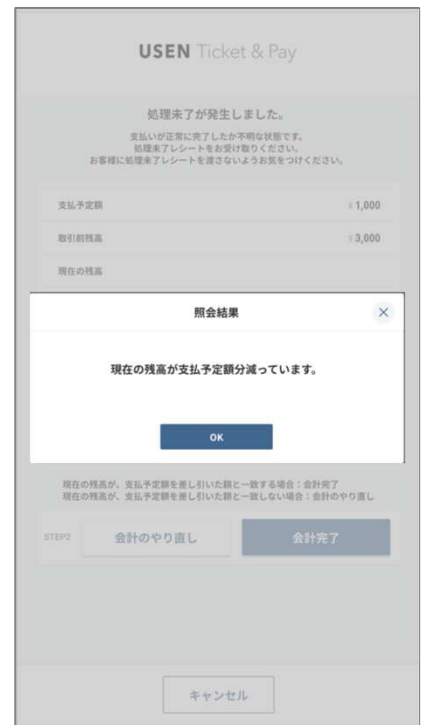 USEN Ticket & Pay
処理未了が発生しました。
支払いが正常に完了したか不明な状態です。
処理未了レシートをお受け取りください。
お客様に処理未了レシートを渡さないようお気をつけください。
支払予定額 ¥1,000
取引前残高 ¥3,000
現在の残高
照会結果 ×
現在の残高が支払予定額分減っています。
OK
現在の残高が、支払予定額を差し引いた額と一致する場合：会計完了
現在の残高が、支払予定額を差し引いた額と一致しない場合：会計のやり直し
STEP2 会計のやり直し 会計完了
キャンセル